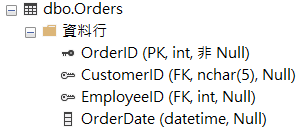 dbo.Orders
資料行
OrderID (PK, int, 非 Null)
CustomerID (FK, nchar(5), Null)
EmployeeID (FK, int, Null)
OrderDate (datetime, Null)